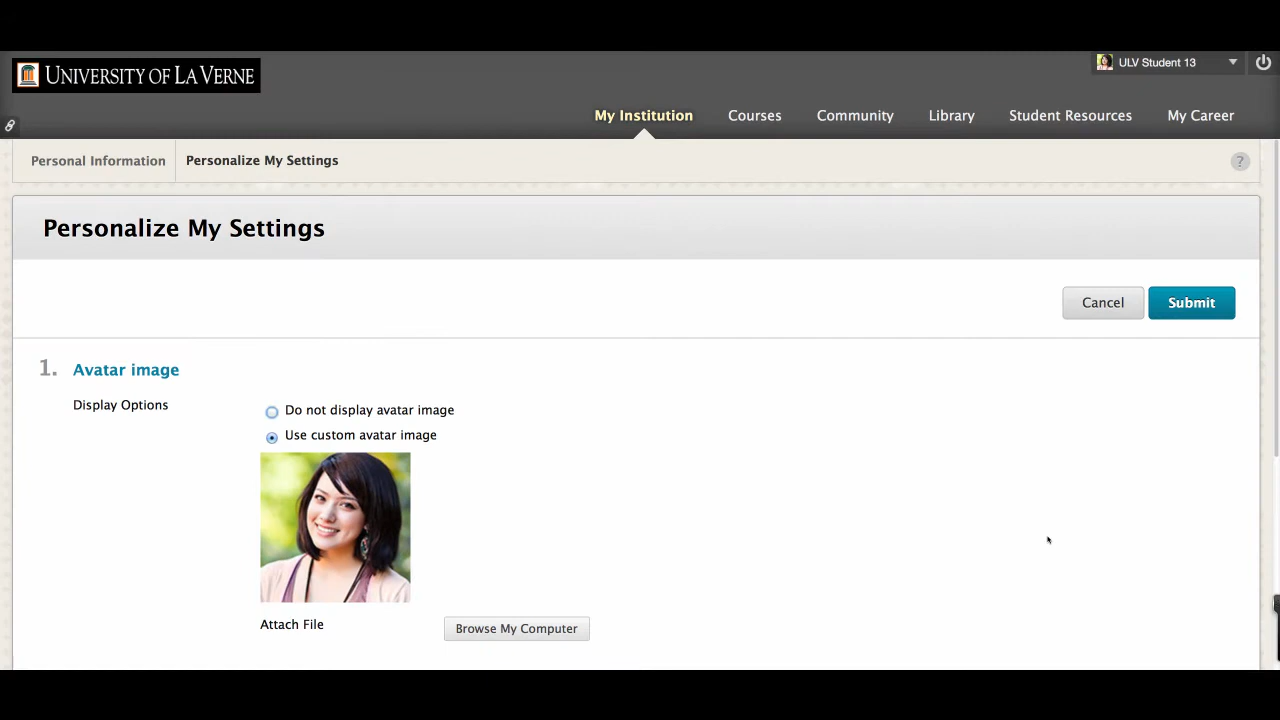 UNIVERSITY OF LA VERNE
ULV Student 13
My Institution Courses Community Library Student Resources My Career
Personal Information Personalize My Settings ?
Personalize My Settings
Cancel Submit
1. Avatar image
Display Options
Do not display avatar image
Use custom avatar image
Attach File Browse My Computer